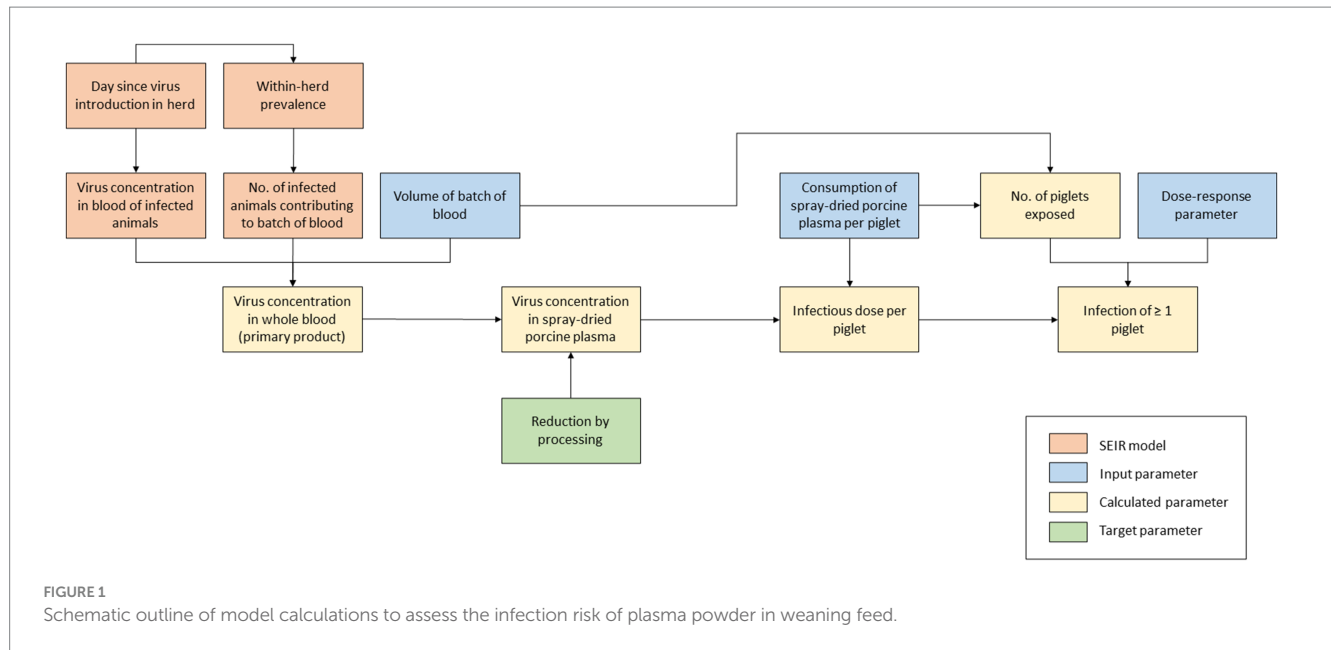 Day since virus
introduction in herd
Within-herd
prevalence
Virus concentration
in blood of infected
animals
No. of infected
animals contributing
to batch of blood
Volume of batch of
blood
Consumption of
spray-dried porcine
plasma per piglet
No. of piglets
exposed
Dose-response
parameter
Virus concentration
in whole blood
(primary product)
Virus concentration
in spray-dried
porcine plasma
Infectious dose per
piglet
Infection of ≥ 1
piglet
Reduction by
processing
SEIR model
Input parameter
Calculated parameter
Target parameter
FIGURE 1
Schematic outline of model calculations to assess the infection risk of plasma powder in weaning feed.